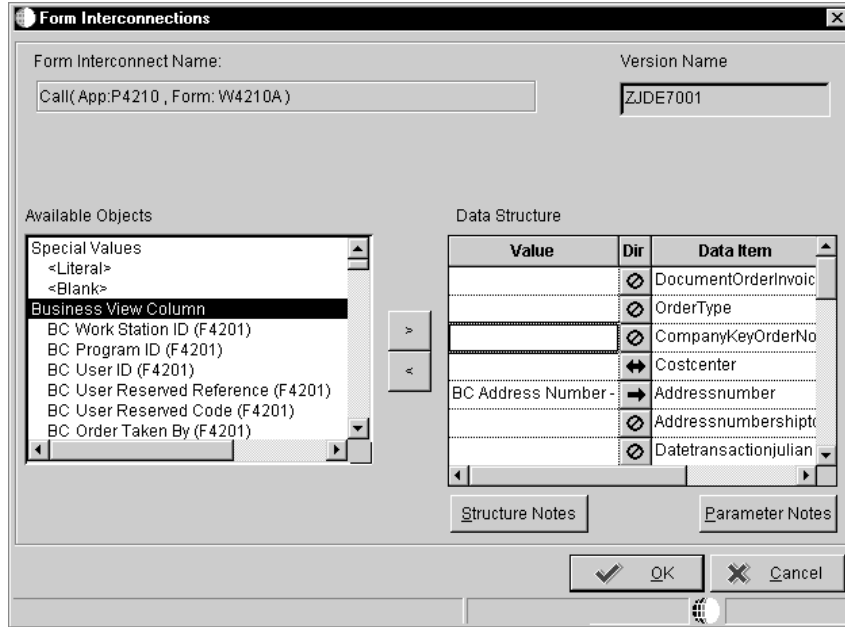 Form Interconnections
Form Interconnect Name:
Version Name
Call( App:P4210 , Form: W4210A )
ZJDE7001
Available Objects
Data Structure
Special Values
<Literal>
<Blank>
Business View Column
BC Work Station ID (F4201)
BC Program ID (F4201)
BC User ID (F4201)
BC User Reserved Reference (F4201)
BC User Reserved Code (F4201)
BC Order Taken By (F4201)
>
<
Value Dir Data Item
DocumentOrderInvoic
OrderType
CompanyKeyOrderNo
Costcenter
BC Address Number - Addressnumber
Addressnumbershipto
Datetransactionjulian
Structure Notes
Parameter Notes
OK
Cancel